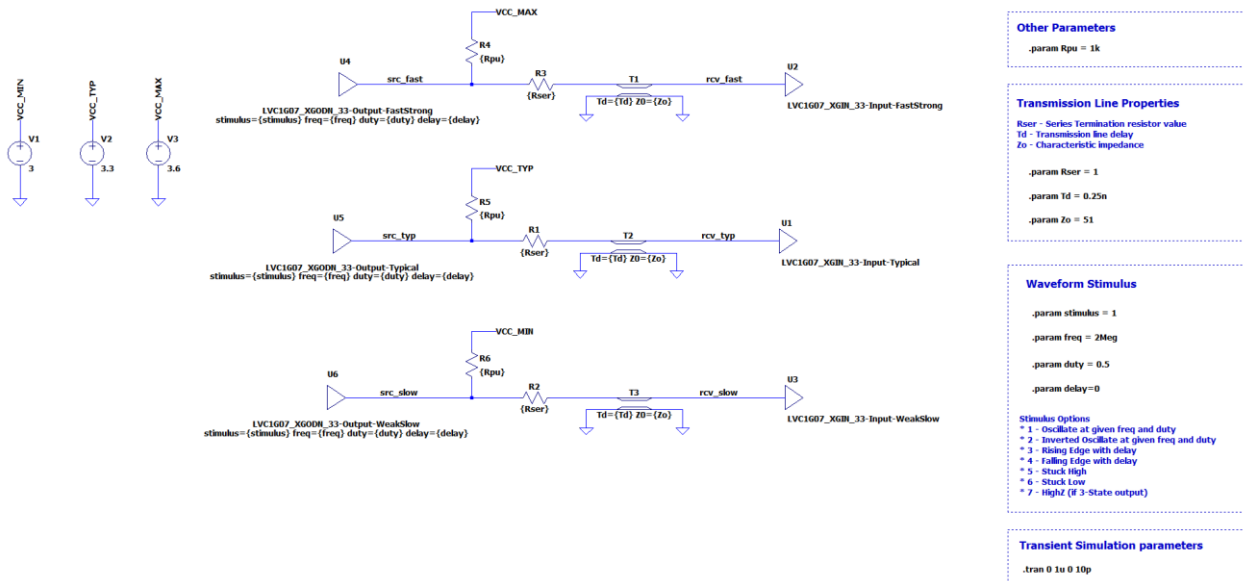 VCC_MAX
R4
{Rpu}
U4
src_fast
R3
{Rser}
T1
Td={Td} Z0={Zo}
rcv_fast
U2
LVC1G07_XGODN_33-Output-FastStrong
stimulus={stimulus} freq={freq} duty={duty} delay={delay}
LVC1G07_XGIN_33-Input-FastStrong
VCC_MIN
V1
3
VCC_TYP
V2
3.3
VCC_MAX
V3
3.6
VCC_TYP
R5
{Rpu}
U5
src_typ
R1
{Rser}
T2
Td={Td} Z0={Zo}
rcv_typ
U1
LVC1G07_XGODN_33-Output-Typical
stimulus={stimulus} freq={freq} duty={duty} delay={delay}
LVC1G07_XGIN_33-Input-Typical
VCC_MIN
R6
{Rpu}
U6
src_slow
R2
{Rser}
T3
Td={Td} Z0={Zo}
rcv_slow
U3
LVC1G07_XGODN_33-Output-WeakSlow
stimulus={stimulus} freq={freq} duty={duty} delay={delay}
LVC1G07_XGIN_33-Input-WeakSlow
Other Parameters
.param Rpu = 1k
Transmission Line Properties
Rser - Series Termination resistor value
Td - Transmission line delay
Zo - Characteristic impedance
.param Rser = 1
.param Td = 0.25n
.param Zo = 51
Waveform Stimulus
.param stimulus = 1
.param freq = 2Meg
.param duty = 0.5
.param delay=0
Stimulus Options
* 1 - Oscillate at given freq and duty
* 2 - Inverted Oscillate at given freq and duty
* 3 - Rising Edge with delay
* 4 - Falling Edge with delay
* 5 - Stuck High
* 6 - Stuck Low
* 7 - HighZ (if 3-State output)
Transient Simulation parameters
.tran 0 1u 0 10p